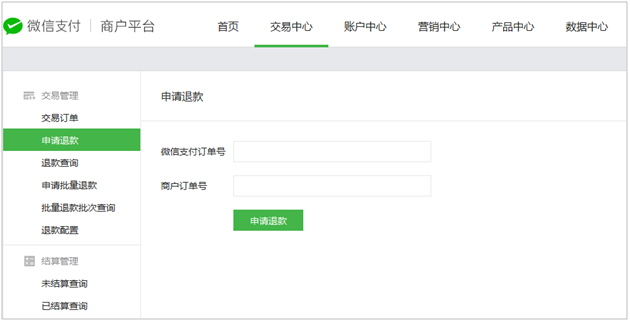 微信支付 | 商户平台
首页 交易中心 账户中心 营销中心 产品中心 数据中心
交易管理
交易订单
申请退款
退款查询
申请批量退款
批量退款批次查询
退款配置
结算管理
未结算查询
已结算查询
申请退款
微信支付订单号
商户订单号
申请退款